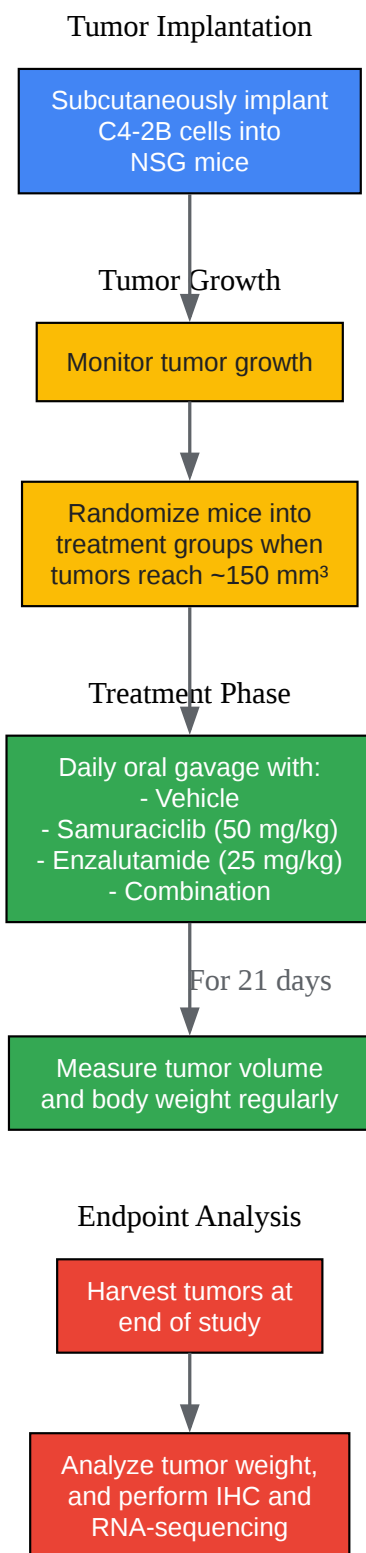 Tumor Implantation
Subcutaneously implant
C4-2B cells into
NSG mice
Tumor Growth
Monitor tumor growth
Randomize mice into
treatment groups when
tumors reach ~150 mm³
Treatment Phase
Daily oral gavage with:
- Vehicle
- Samuraciclib (50 mg/kg)
- Enzalutamide (25 mg/kg)
- Combination
For 21 days
Measure tumor volume
and body weight regularly
Endpoint Analysis
Harvest tumors at
end of study
Analyze tumor weight,
and perform IHC and
RNA-sequencing